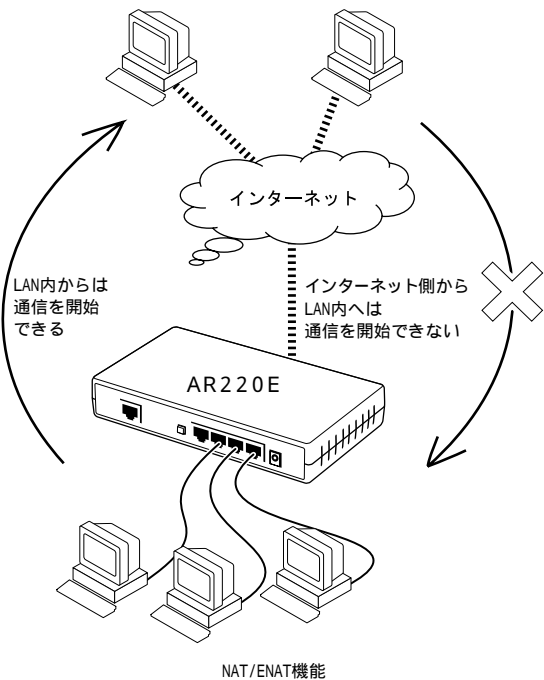 インターネット
LAN内からは
通信を開始
できる
インターネット側から
LAN内へは
通信を開始できない
AR220E
NAT/ENAT機能